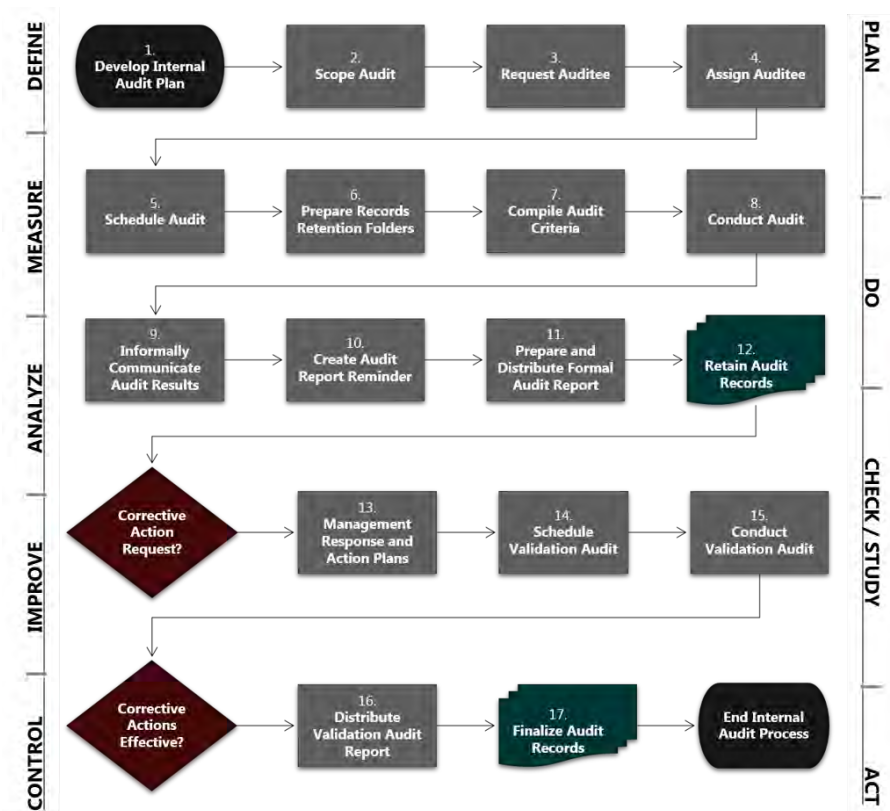 DEFINE
PLAN
1.
Develop Internal
Audit Plan
2.
Scope Audit
3.
Request Auditee
4.
Assign Auditee
MEASURE
5.
Schedule Audit
6.
Prepare Records
Retention Folders
7.
Compile Audit
Criteria
8.
Conduct Audit
DO
ANALYZE
9.
Informally
Communicate
Audit Results
10.
Create Audit
Report Reminder
11.
Prepare and
Distribute Formal
Audit Report
12.
Retain Audit
Records
CHECK / STUDY
IMPROVE
Corrective
Action
Request?
13.
Management
Response and
Action Plans
14.
Schedule
Validation Audit
15.
Conduct
Validation Audit
CONTROL
Corrective
Actions
Effective?
16.
Distribute
Validation Audit
Report
17.
Finalize Audit
Records
End Internal
Audit Process
ACT